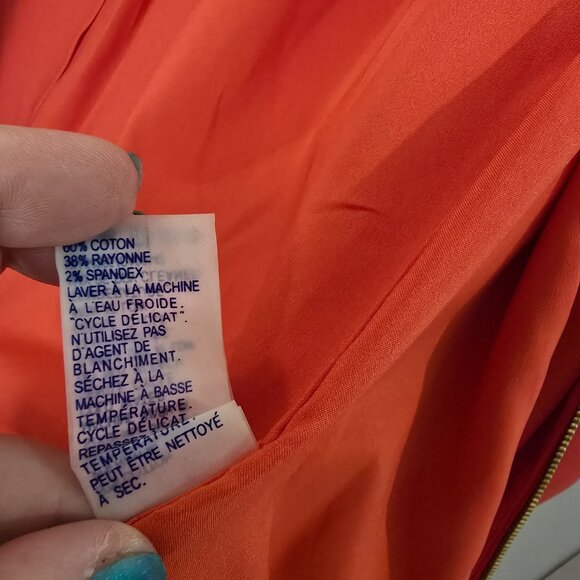 60% COTON
38% RAYONNE
2% SPANDEX
LAVER À LA MACHINE
À L'EAU FROIDE.
"CYCLE DÉLICAT".
N'UTILISEZ PAS
D'AGENT DE
BLANCHIMENT.
SÉCHEZ À LA
MACHINE À BASSE
TEMPÉRATURE.
CYCLE DÉLICAT.
REPASSE
TEMPÉRATURE.
PEUT ÊTRE NETTOYÉ
À SEC.